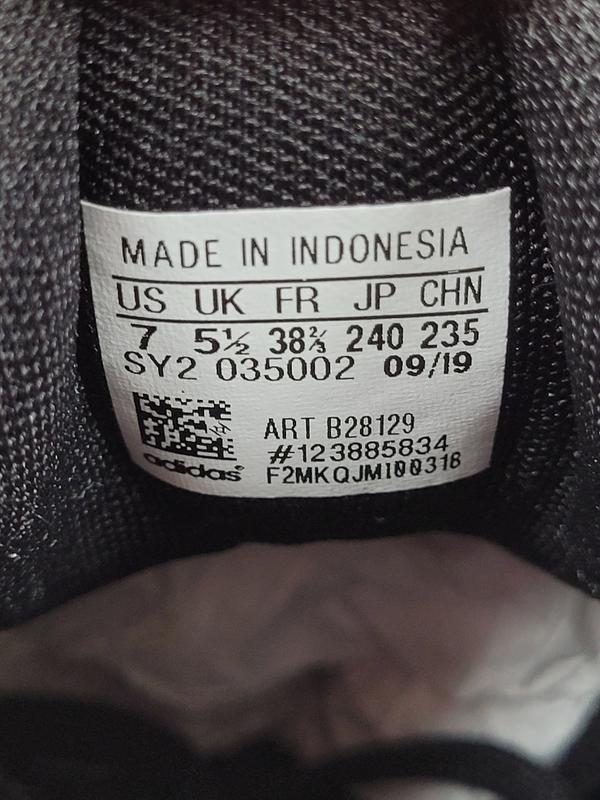 MADE IN INDONESIA
US UK FR JP CHN
7 5½ 38⅔ 240 235
SY2 035002 09/19
ART B28129
#123885834
adidas F2MKQJM100318